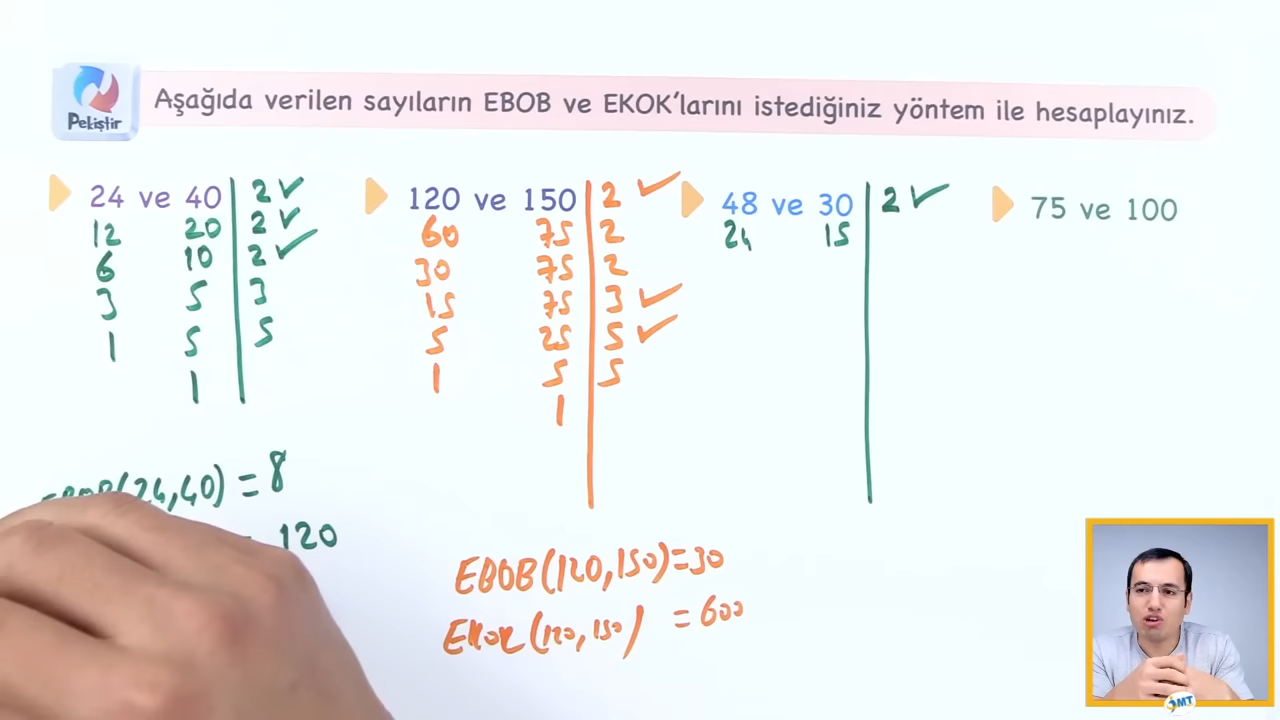 Pekiştir
Aşağıda verilen sayıların EBOB ve EKOK'larını istediğiniz yöntem ile hesaplayınız.
24 ve 40 | 2 ✓
12 20 | 2 ✓
6 10 | 2 ✓
3 5 | 3
1 5 | 5
1
EBOB(24,40) = 8
= 120
120 ve 150 | 2 ✓
60 75 | 2
30 75 | 2
15 75 | 3 ✓
5 25 | 5 ✓
1 5 | 5
1
EBOB(120,150)=30
EKOK(120,150) = 600
48 ve 30 | 2 ✓
24 15
75 ve 100
MT